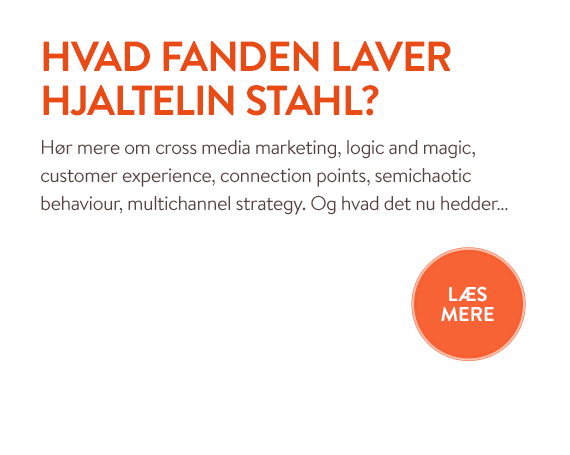 HVAD FANDEN LAVER
HJALTELIN STAHL?
Hør mere om cross media marketing, logic and magic,
customer experience, connection points, semichaotic
behaviour, multichannel strategy. Og hvad det nu hedder...
LÆS
MERE